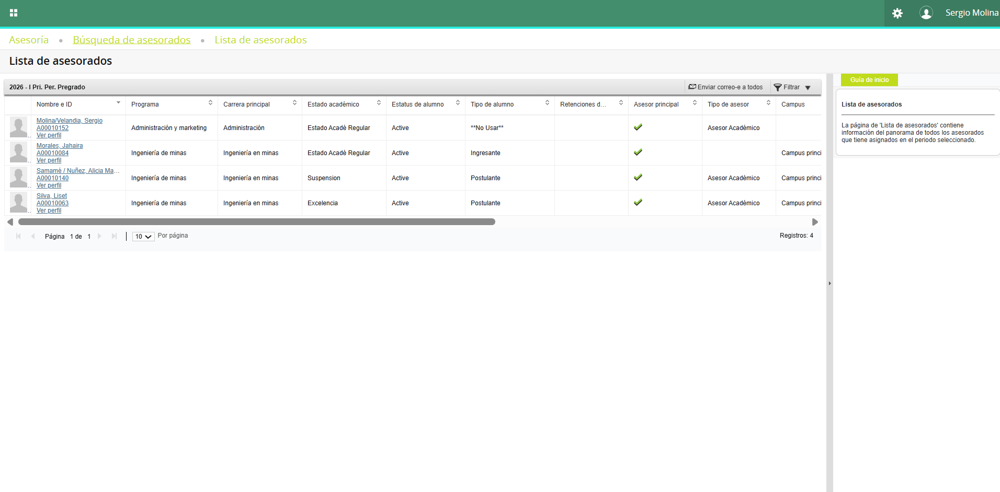 Sergio Molina
Asesoría • Búsqueda de asesorados • Lista de asesorados
Lista de asesorados
2026 - I Pri. Per. Pregrado Enviar correo-e a todos Filtrar
Guía de inicio
Nombre e ID Programa Carrera principal Estado académico Estatus de alumno Tipo de alumno Retenciones d... Asesor principal Tipo de asesor Campus
Molina/Velandia, Sergio
A00010152 Administración y marketing Administración Estado Acadé Regular Active **No Usar** Asesor Académico
Ver perfil
Morales, Jahaira
A00010084 Ingeniería de minas Ingeniería en minas Estado Acadé Regular Active Ingresante Campus princi
Ver perfil
Samamé / Nuñez, Alicia Ma...
A00010140 Ingeniería de minas Ingeniería en minas Suspension Active Postulante Asesor Académico Campus princi
Ver perfil
Silva, Liset
A00010063 Ingeniería de minas Ingeniería en minas Excelencia Active Postulante Asesor Académico Campus princi
Ver perfil
Página 1 de 1 10 Por página Registros: 4
Lista de asesorados
La página de 'Lista de asesorados' contiene
información del panorama de todos los asesorados
que tiene asignados en el periodo seleccionado.